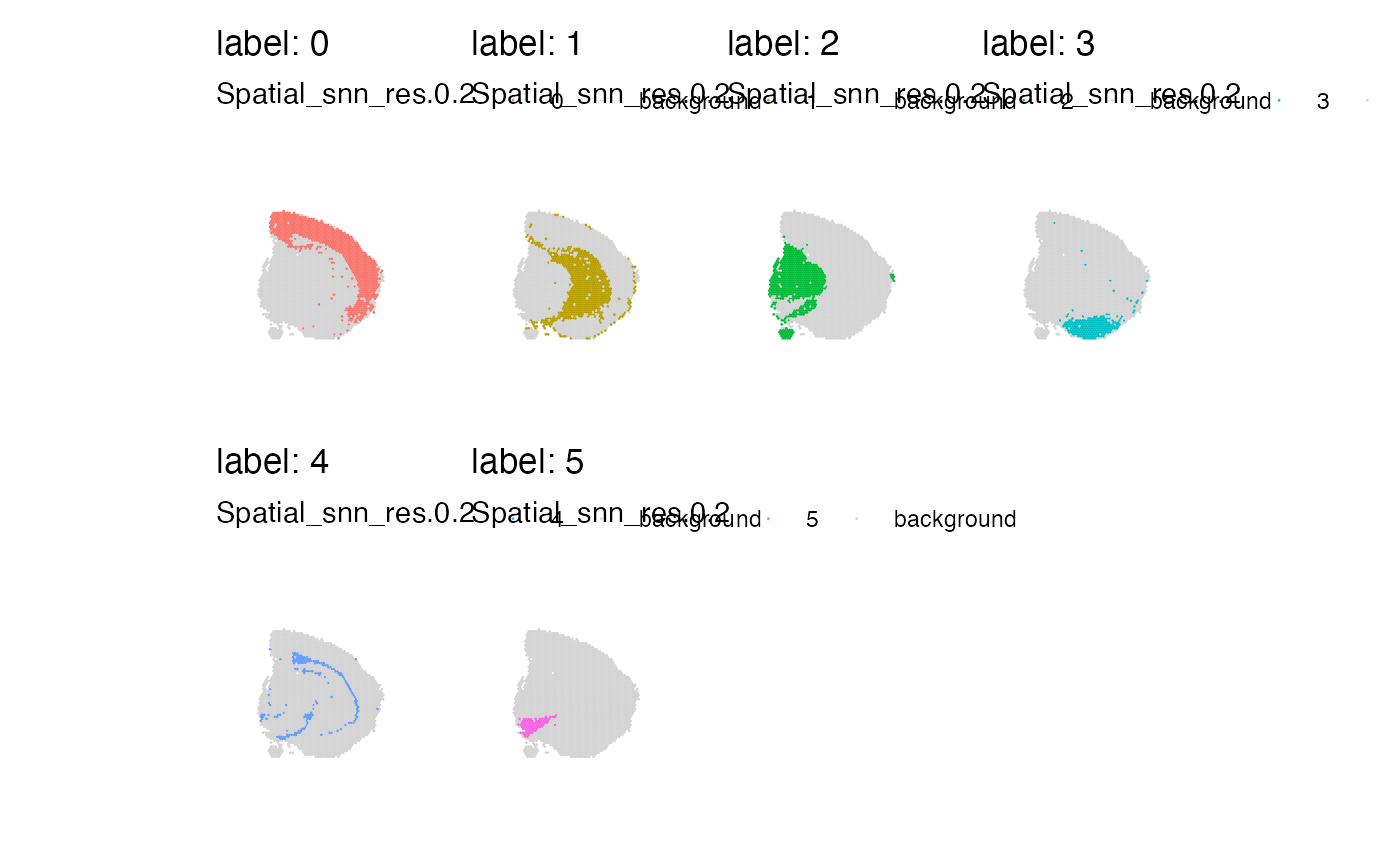 label: 0
label: 1
label: 2
label: 3
Spatial_snn_res.0.2
0
background
Spatial_snn_res.0.2
1
background
Spatial_snn_res.0.2
2
background
Spatial_snn_res.0.2
3
label: 4
label: 5
Spatial_snn_res.0.2
4
background
Spatial_snn_res.0.2
5
background